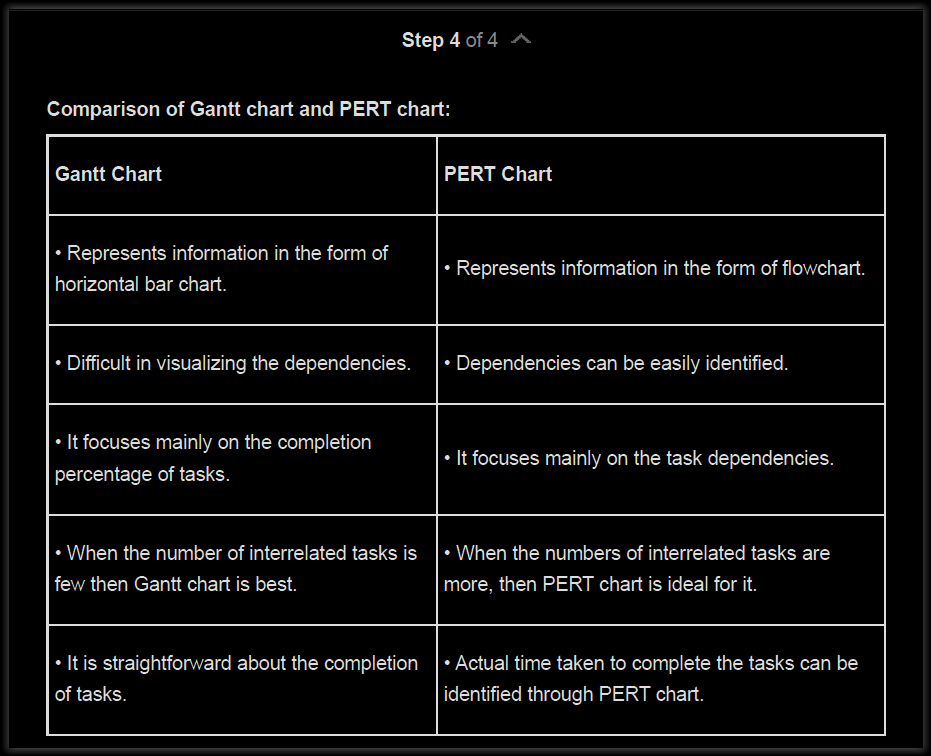 Step 4 of 4
Comparison of Gantt chart and PERT chart:
Gantt Chart
PERT Chart
• Represents information in the form of
horizontal bar chart.
• Represents information in the form of flowchart.
• Difficult in visualizing the dependencies.
• Dependencies can be easily identified.
• It focuses mainly on the completion
percentage of tasks.
• It focuses mainly on the task dependencies.
• When the number of interrelated tasks is
few then Gantt chart is best.
• When the numbers of interrelated tasks are
more, then PERT chart is ideal for it.
• It is straightforward about the completion
of tasks.
• Actual time taken to complete the tasks can be
identified through PERT chart.